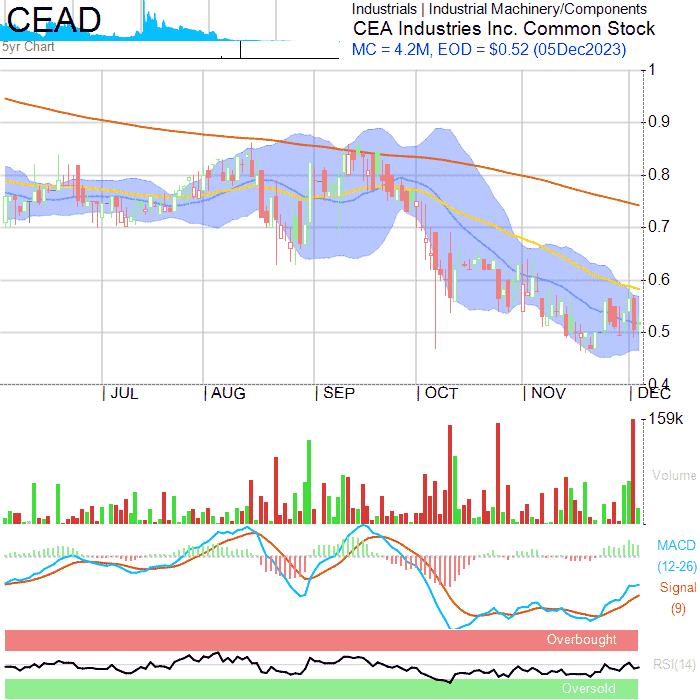 CEAD
Industrials | Industrial Machinery/Components
CEA Industries Inc. Common Stock
MC = 4.2M, EOD = $0.52 (05Dec2023)
5yr Chart
1
0.9
0.8
0.7
0.6
0.5
0.4
| JUL
| AUG
| SEP
| OCT
| NOV
| DEC
159k
Volume
MACD
(12-26)
Signal
(9)
Overbought
RSI(14)
Oversold